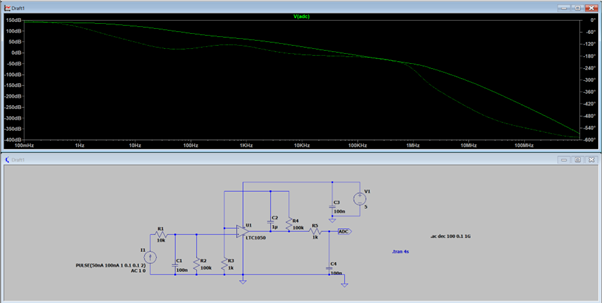 Draft1
V(adc)
150dB 0°
100dB -60°
50dB -120°
0dB -180°
-50dB -240°
-100dB -300°
-150dB -360°
-200dB -420°
-250dB -480°
-300dB -540°
-400dB -600°
100mHz 1Hz 10Hz 100Hz 1KHz 10KHz 100KHz 1MHz 10MHz 100MHz
Draft1
V1
C3
100n 5
C2 R4
U1 1p 100k R5 ADC
R1 LTC1050 1k .ac dec 100 0.1 1G
10k
I1 .tran 4s
C1 R2 R3 C4
PULSE(50nA 100nA 1 0.1 0.1 2) 100n 100k 1k 100n
AC 1 0